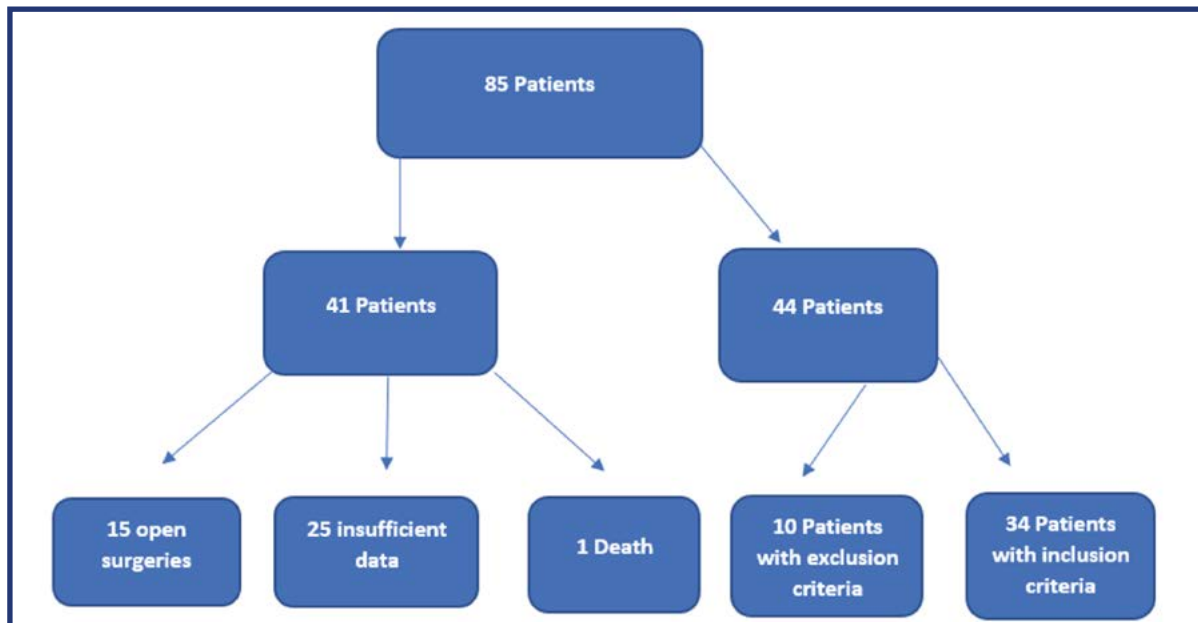 85 Patients
41 Patients
44 Patients
15 open
surgeries
25 insufficient
data
1 Death
10 Patients
with exclusion
criteria
34 Patients
with inclusion
criteria